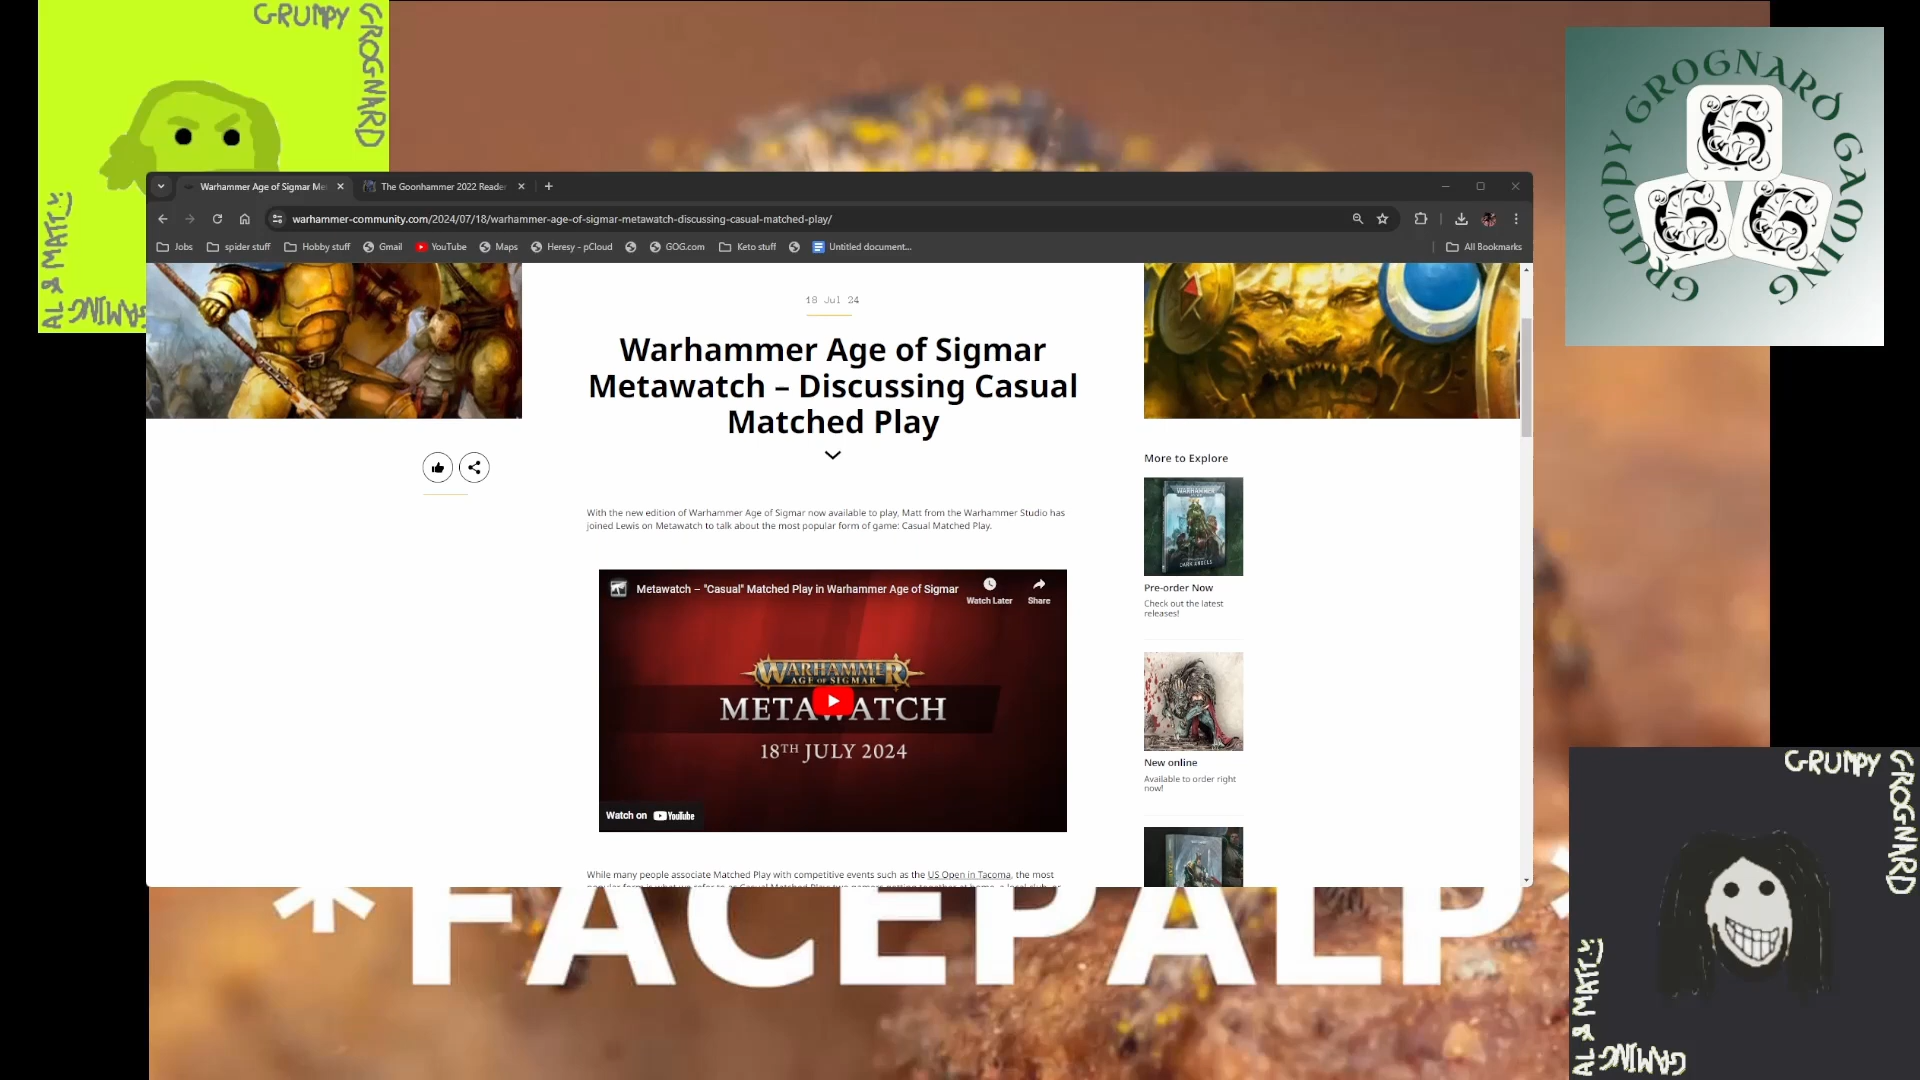 GRUMPY
GROGNARD
AL & MATT
GAMING
GRUMPY GROGNARD GAMING
G
G G
Warhammer Age of Sigmar Me
The Goonhammer 2022 Reader
warhammer-community.com/2024/07/18/warhammer-age-of-sigmar-metawatch-discussing-casual-matched-play/
Jobs spider stuff Hobby stuff Gmail YouTube Maps Heresy - pCloud GOG.com Keto stuff Untitled document... All Bookmarks
18 Jul 24
Warhammer Age of Sigmar
Metawatch – Discussing Casual
Matched Play
With the new edition of Warhammer Age of Sigmar now available to play, Matt from the Warhammer Studio has
joined Lewis on Metawatch to talk about the most popular form of game: Casual Matched Play.
Metawatch – "Casual" Matched Play in Warhammer Age of Sigmar
Watch Later
Share
WARHAMMER
AGE OF SIGMAR
METAWATCH
18TH JULY 2024
Watch on YouTube
While many people associate Matched Play with competitive events such as the US Open in Tacoma, the most
More to Explore
WARHAMMER
DARK ANGELS
Pre-order Now
Check out the latest
releases!
New online
Available to order right
now!
*FACEPALP*
GRUMPY
GROGNARD
AL & MATT
GAMING